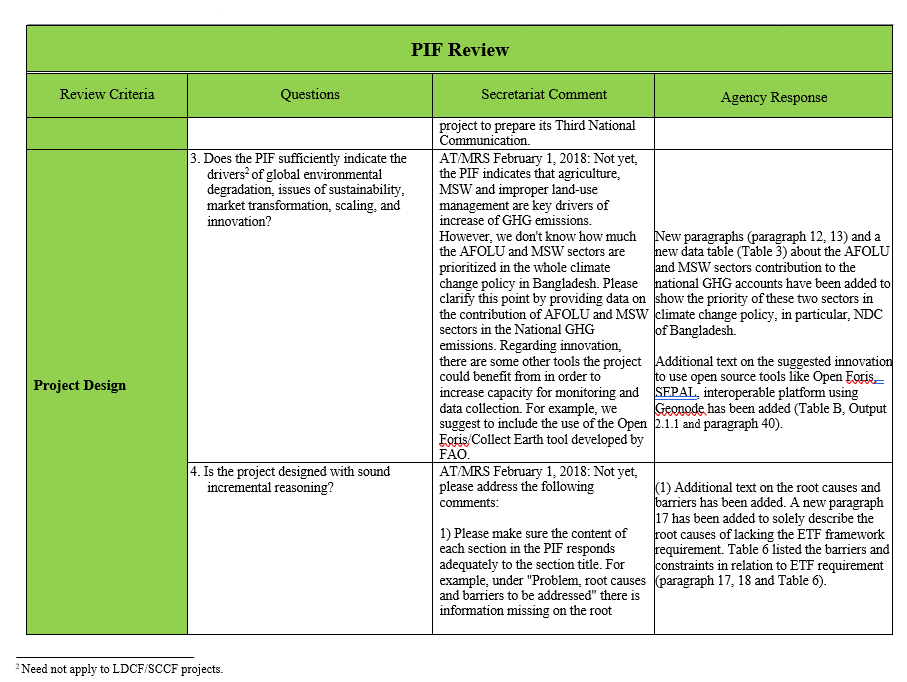 PIF Review
Review Criteria
Questions
Secretariat Comment
Agency Response
project to prepare its Third National
Communication.
Project Design
3. Does the PIF sufficiently indicate the
drivers² of global environmental
degradation, issues of sustainability,
market transformation, scaling, and
innovation?
AT/MRS February 1, 2018: Not yet,
the PIF indicates that agriculture,
MSW and improper land-use
management are key drivers of
increase of GHG emissions.
However, we don't know how much
the AFOLU and MSW sectors are
prioritized in the whole climate
change policy in Bangladesh. Please
clarify this point by providing data on
the contribution of AFOLU and MSW
sectors in the National GHG
emissions. Regarding innovation,
there are some other tools the project
could benefit from in order to
increase capacity for monitoring and
data collection. For example, we
suggest to include the use of the Open
Foris/Collect Earth tool developed by
FAO.
New paragraphs (paragraph 12, 13) and a
new data table (Table 3) about the AFOLU
and MSW sectors contribution to the
national GHG accounts have been added to
show the priority of these two sectors in
climate change policy, in particular, NDC
of Bangladesh.
Additional text on the suggested innovation
to use open source tools like Open Foris,
SEPAL, interoperable platform using
Geonode has been added (Table B, Output
2.1.1 and paragraph 40).
4. Is the project designed with sound
incremental reasoning?
AT/MRS February 1, 2018: Not yet,
please address the following
comments:
1) Please make sure the content of
each section in the PIF responds
adequately to the section title. For
example, under "Problem, root causes
and barriers to be addressed" there is
information missing on the root
(1) Additional text on the root causes and
barriers has been added. A new paragraph
17 has been added to solely describe the
root causes of lacking the ETF framework
requirement. Table 6 listed the barriers and
constraints in relation to ETF requirement
(paragraph 17, 18 and Table 6).
² Need not apply to LDCF/SCCF projects.